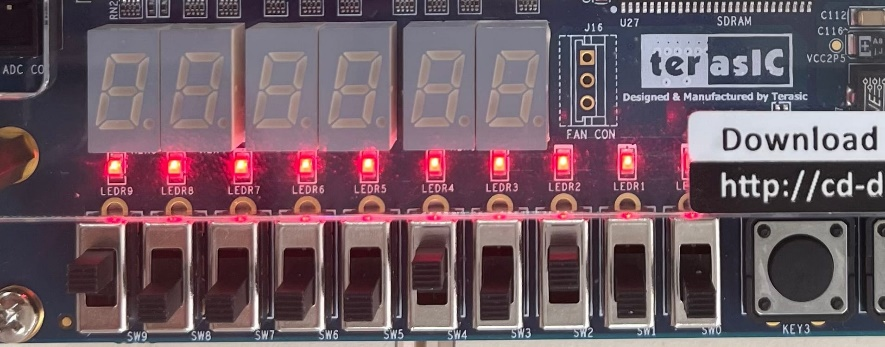 RN2
U27
SDRAM
J16
C112
C116
VCC2P5
ADC CO
terasIC
Designed & Manufactured by Terasic
FAN CON
Download
http://cd-d
LEDR9 LEDR8 LEDR7 LEDR6 LEDR5 LEDR4 LEDR3 LEDR2 LEDR1 LE
SW9 SW8 SW7 SW6 SW5 SW4 SW3 SW2 SW1 SW0
KEY3